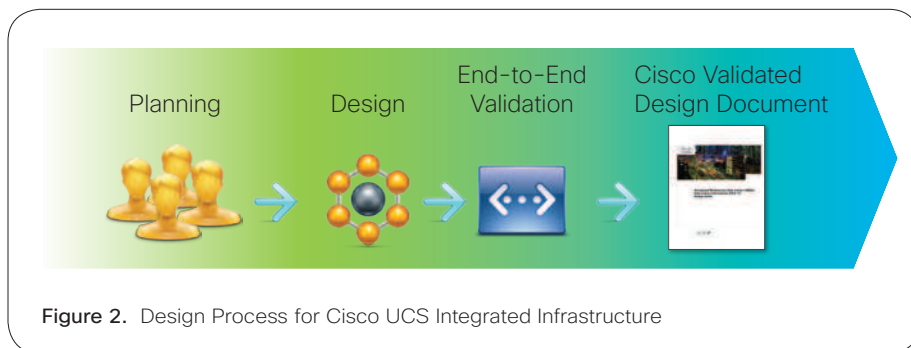 Planning
Design
End-to-End
Validation
Cisco Validated
Design Document
Figure 2. Design Process for Cisco UCS Integrated Infrastructure